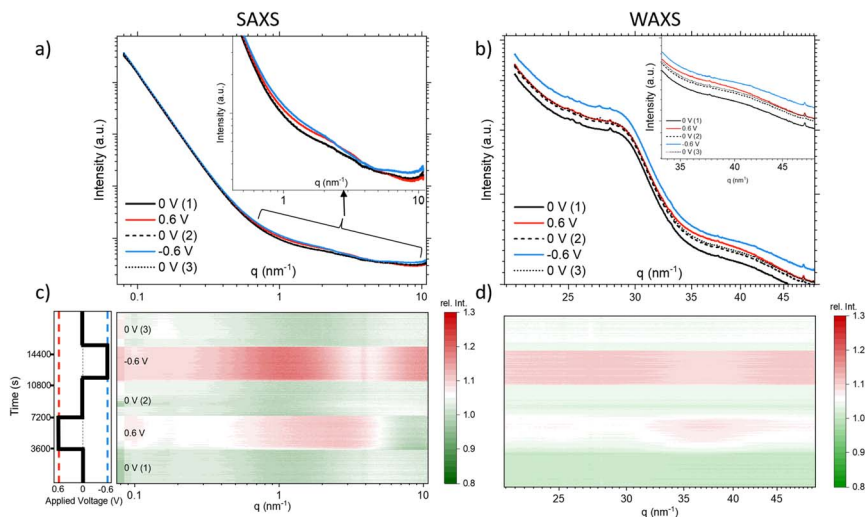 SAXS
WAXS
a)
Intensity (a.u.)
Intensity (a.u.)
1
q (nm⁻¹)
10
0 V (1)
0.6 V
0 V (2)
-0.6 V
0 V (3)
0.1
1
10
q (nm⁻¹)
b)
Intensity (a.u.)
Intensity (a.u.)
0 V (1)
0.6 V
0 V (2)
-0.6 V
0 V (3)
35
40
45
q (nm⁻¹)
0 V (1)
0.6 V
0 V (2)
-0.6 V
0 V (3)
25
30
35
40
45
q (nm⁻¹)
c)
Time (s)
14400
10800
7200
3600
0.6
0
-0.6
Applied Voltage (V)
0 V (3)
-0.6 V
0 V (2)
0.6 V
0 V (1)
0.1
1
10
q (nm⁻¹)
rel. Int.
1.3
1.2
1.1
1.0
0.9
0.8
d)
25
30
35
40
45
q (nm⁻¹)
rel. Int.
1.3
1.2
1.1
1.0
0.9
0.8